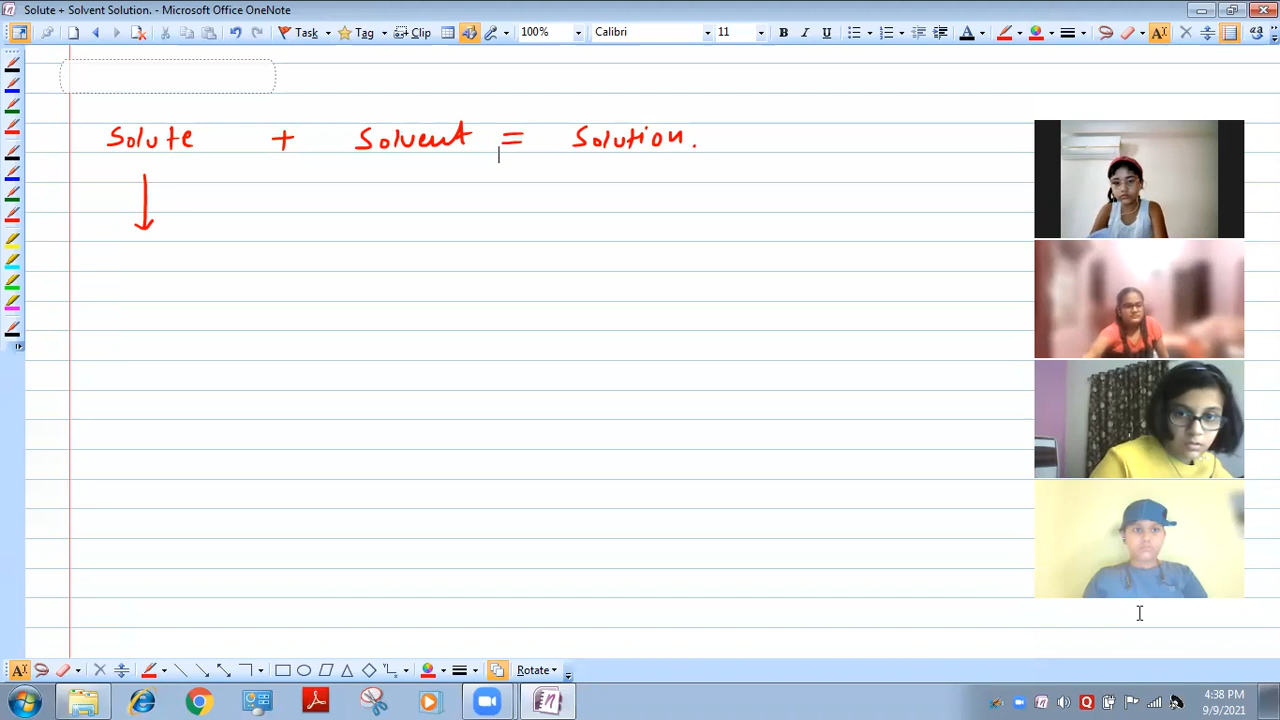 Solute + Solvent Solution. - Microsoft Office OneNote
Task Tag Clip 100% Calibri 11 B I U
Solute + Solvent = Solution.
Rotate
4:38 PM
9/9/2021